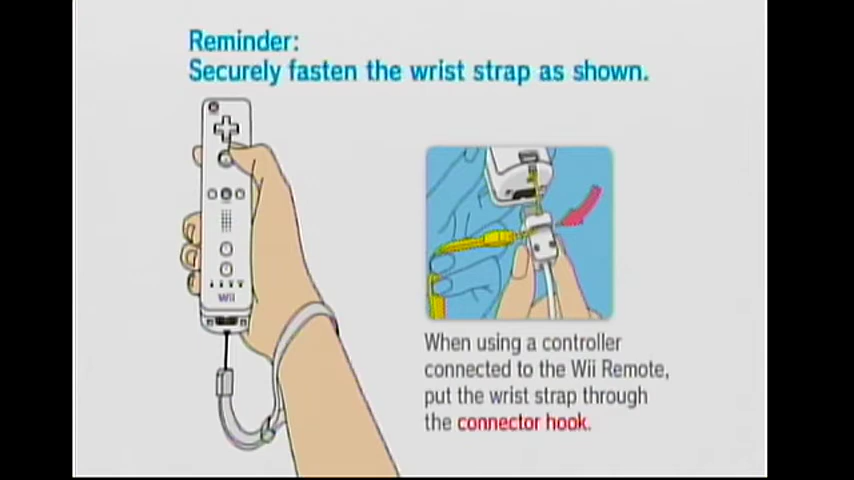 Reminder:
Securely fasten the wrist strap as shown.
Wii
When using a controller
connected to the Wii Remote,
put the wrist strap through
the connector hook.